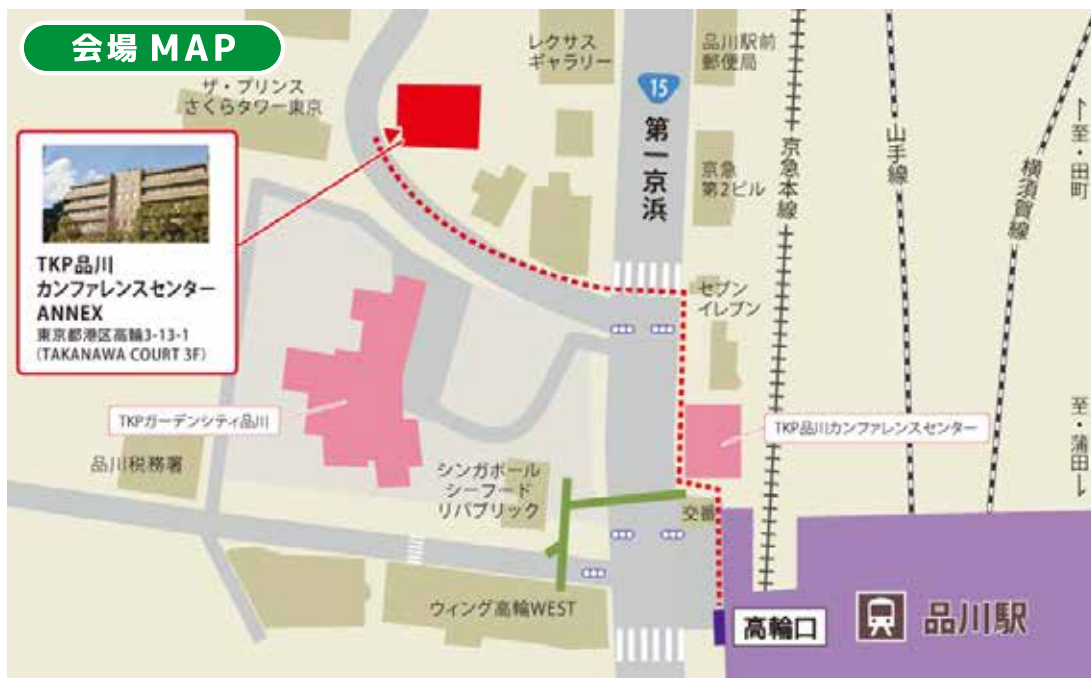 会場 MAP
レクサス
ギャラリー
品川駅前
郵便局
ザ・プリンス
さくらタワー東京
15
第一京浜
京急
第2ビル
京急本線
山手線
横須賀線
至・田町
TKP品川
カンファレンスセンター
ANNEX
東京都港区高輪3-13-1
(TAKANAWA COURT 3F)
セブン
イレブン
TKPガーデンシティ品川
TKP品川カンファレンスセンター
至・蒲田
品川税務署
シンガポール
シーフード
リパブリック
交番
ウィング高輪WEST
高輪口
品川駅